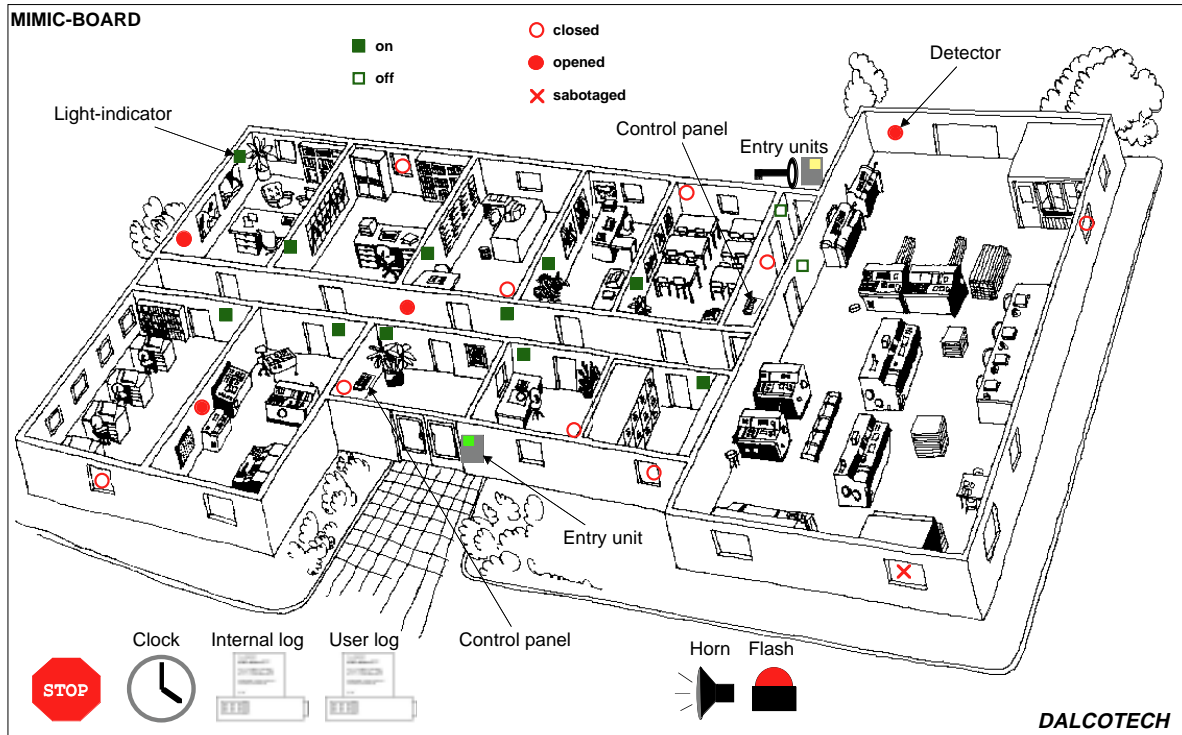 MIMIC-BOARD
on
off
closed
opened
sabotaged
Detector
Light-indicator
Control panel
Entry units
Entry unit
Control panel
Clock
Internal log
User log
Horn
Flash
STOP
DALCOTECH